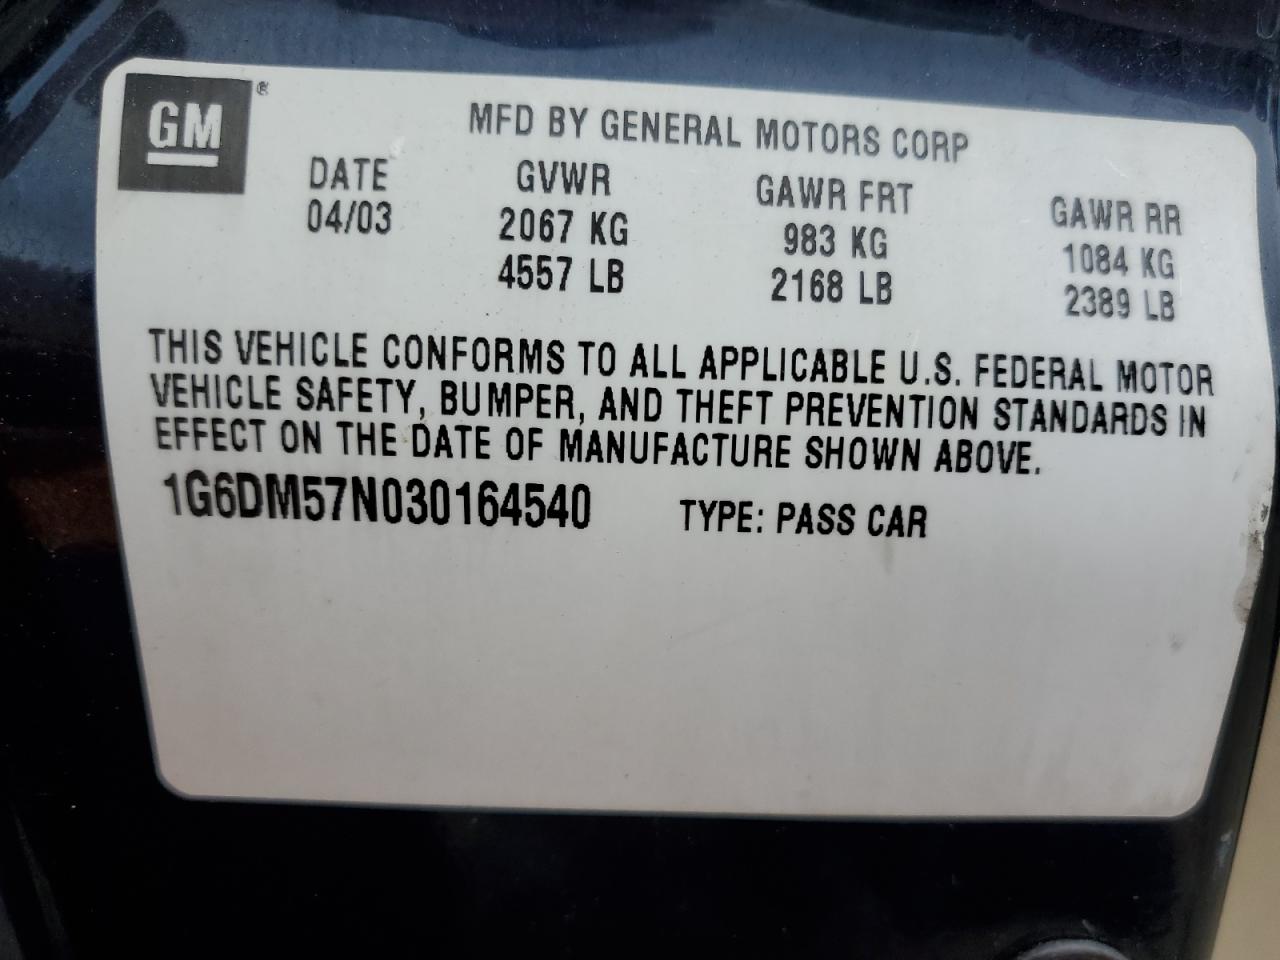 GM ®
MFD BY GENERAL MOTORS CORP
DATE GVWR GAWR FRT GAWR RR
04/03 2067 KG 983 KG 1084 KG
4557 LB 2168 LB 2389 LB
THIS VEHICLE CONFORMS TO ALL APPLICABLE U.S. FEDERAL MOTOR
VEHICLE SAFETY, BUMPER, AND THEFT PREVENTION STANDARDS IN
EFFECT ON THE DATE OF MANUFACTURE SHOWN ABOVE.
1G6DM57N030164540 TYPE: PASS CAR